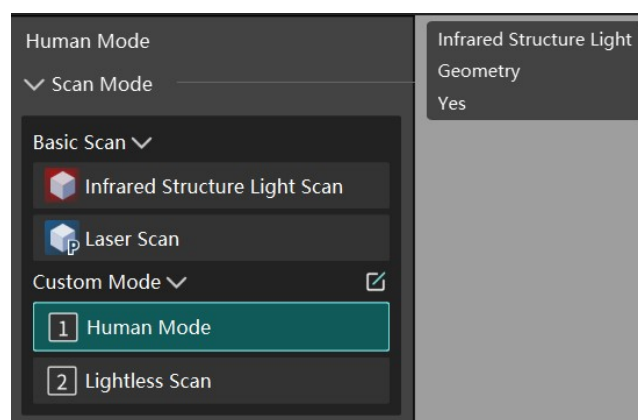 Human Mode
Scan Mode
Basic Scan
Infrared Structure Light Scan
P
Laser Scan
Custom Mode
1 Human Mode
2 Lightless Scan
Infrared Structure Light
Geometry
Yes